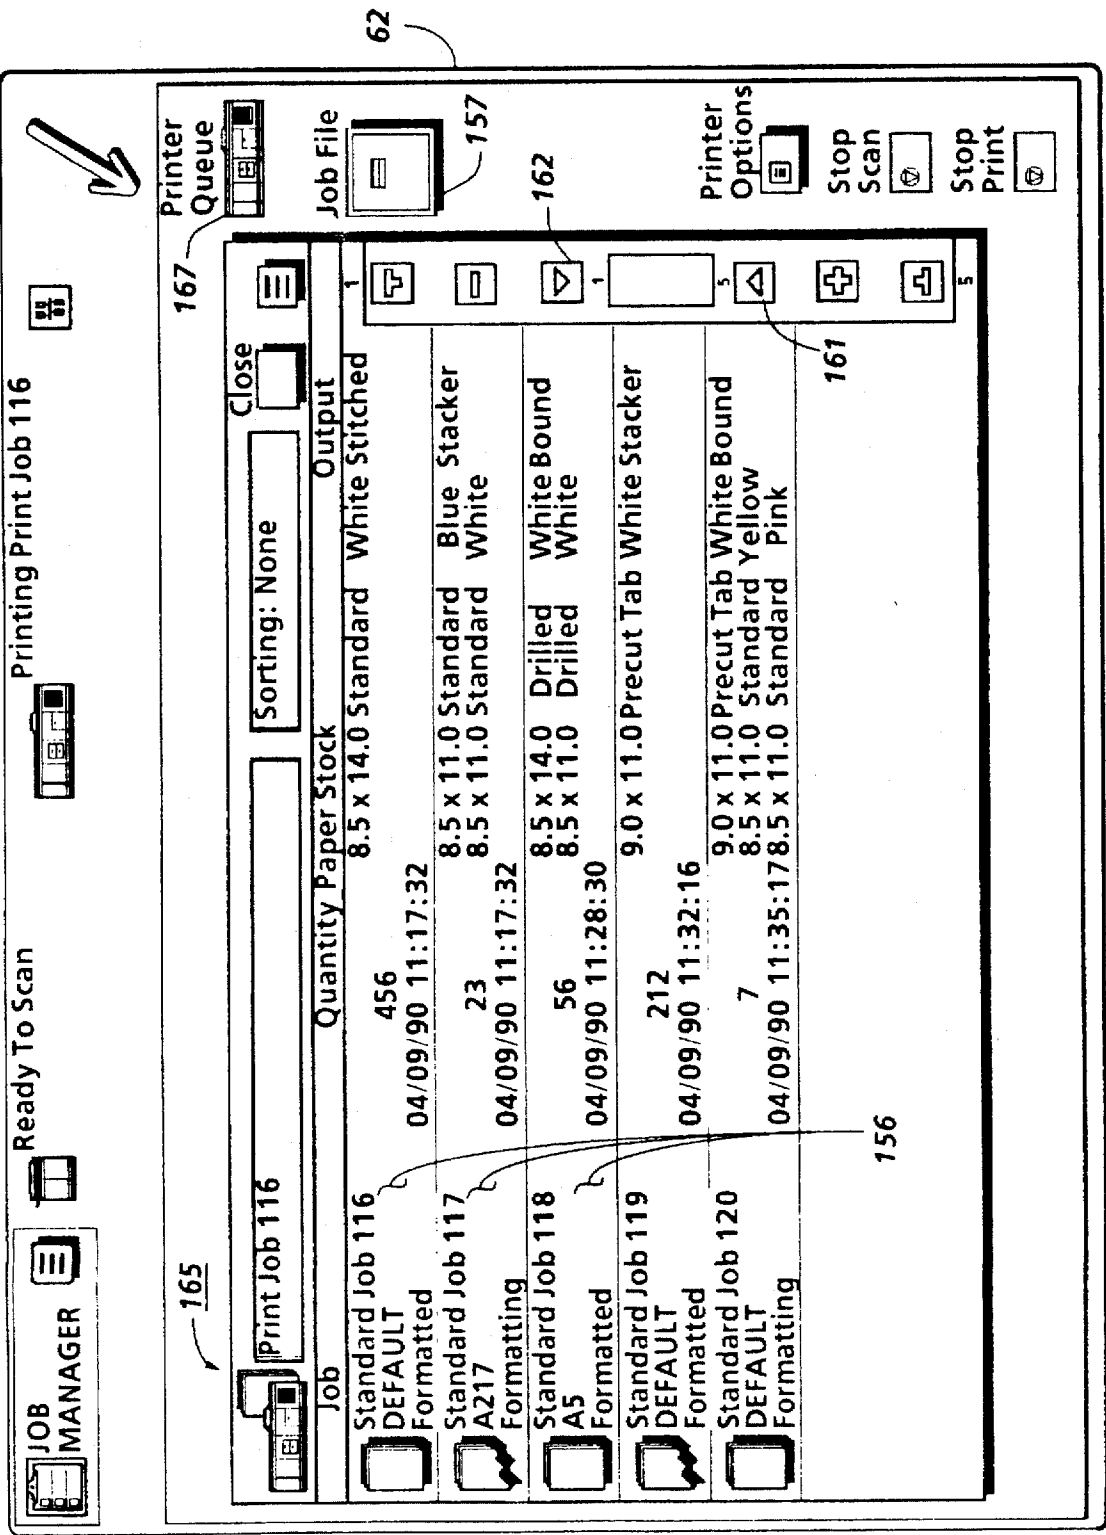 62
JOB
MANAGER
Ready To Scan
Printing Print Job 116
165
Print Job 116
Sorting: None
Close
167
Printer
Queue
Job
Quantity
Paper Stock
Output
Job File
157
Standard Job 116
DEFAULT
Formatted
456
04/09/90 11:17:32
8.5 x 14.0 Standard White Stitched
Standard Job 117
A217
Formatting
23
04/09/90 11:17:32
8.5 x 11.0 Standard Blue Stacker
8.5 x 11.0 Standard White
Standard Job 118
A5
Formatted
56
04/09/90 11:28:30
8.5 x 14.0 Drilled White Bound
8.5 x 11.0 Drilled White
Standard Job 119
DEFAULT
Formatted
212
04/09/90 11:32:16
9.0 x 11.0 Precut Tab White Stacker
Standard Job 120
DEFAULT
Formatting
7
04/09/90 11:35:17
9.0 x 11.0 Precut Tab White Bound
8.5 x 11.0 Standard Yellow
8.5 x 11.0 Standard Pink
1
162
1
5
161
5
156
Printer
Options
Stop
Scan
Stop
Print